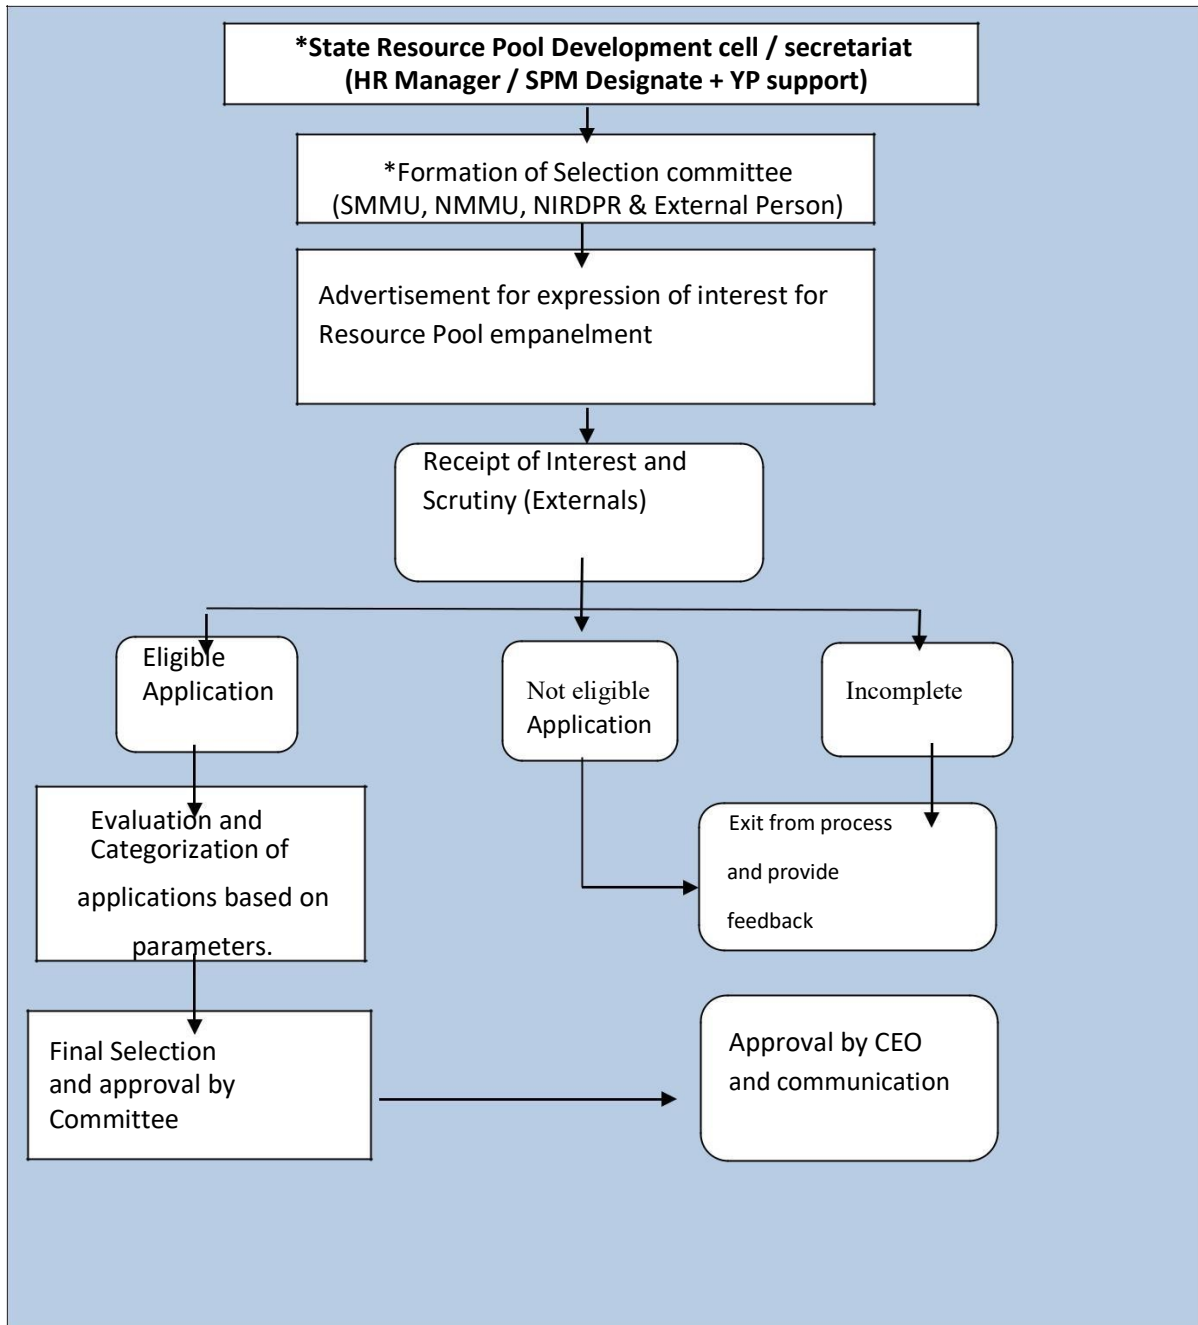 *State Resource Pool Development cell / secretariat
(HR Manager / SPM Designate + YP support)
*Formation of Selection committee
(SMMU, NMMU, NIRDPR & External Person)
Advertisement for expression of interest for
Resource Pool empanelment
Receipt of Interest and
Scrutiny (Externals)
Eligible
Application
Not eligible
Application
Incomplete
Evaluation and
Categorization of
applications based on
parameters.
Exit from process
and provide
feedback
Final Selection
and approval by
Committee
Approval by CEO
and communication